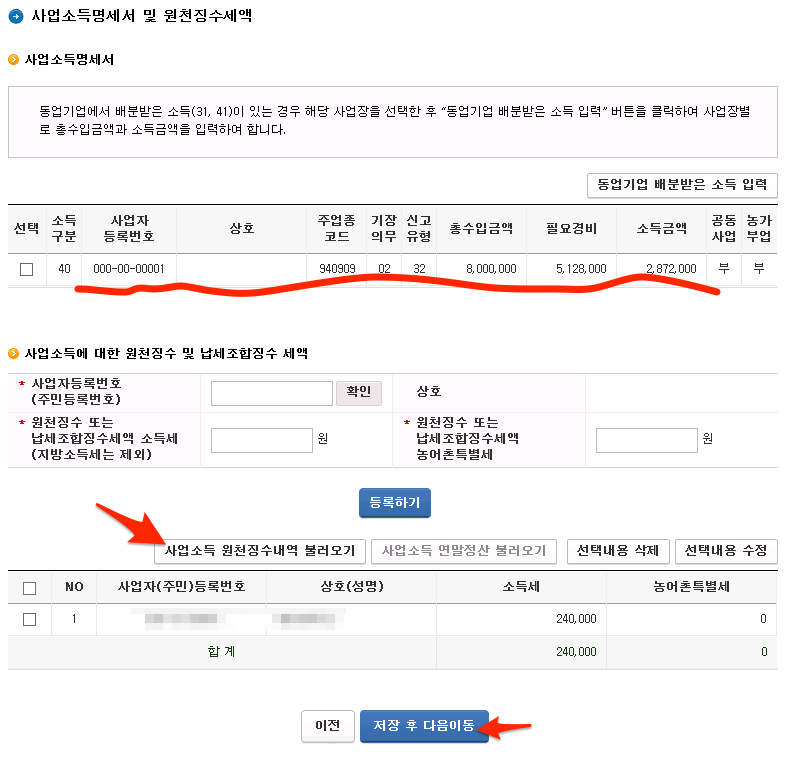 사업소득명세서 및 원천징수세액
사업소득명세서
동업기업에서 배분받은 소득(31, 41)이 있는 경우 해당 사업장을 선택한 후 "동업기업 배분받은 소득 입력" 버튼을 클릭하여 사업장별
로 총수입금액과 소득금액을 입력하여 합니다.
동업기업 배분받은 소득 입력
선택 소득 구분 사업자 등록번호 상호 주업종 코드 기장 의무 신고 유형 총수입금액 필요경비 소득금액 공동 사업 농가 부업
40 000-00-00001 940909 02 32 8,000,000 5,128,000 2,872,000 부 부
사업소득에 대한 원천징수 및 납세조합징수 세액
* 사업자등록번호
(주민등록번호)
확인
상호
* 원천징수 또는
납세조합징수세액 소득세
(지방소득세는 제외)
원
* 원천징수 또는
납세조합징수세액
농어촌특별세
원
등록하기
사업소득 원천징수내역 불러오기 사업소득 연말정산 불러오기 선택내용 삭제 선택내용 수정
NO 사업자(주민)등록번호 상호(성명) 소득세 농어촌특별세
1 240,000 0
합 계 240,000 0
이전 저장 후 다음이동